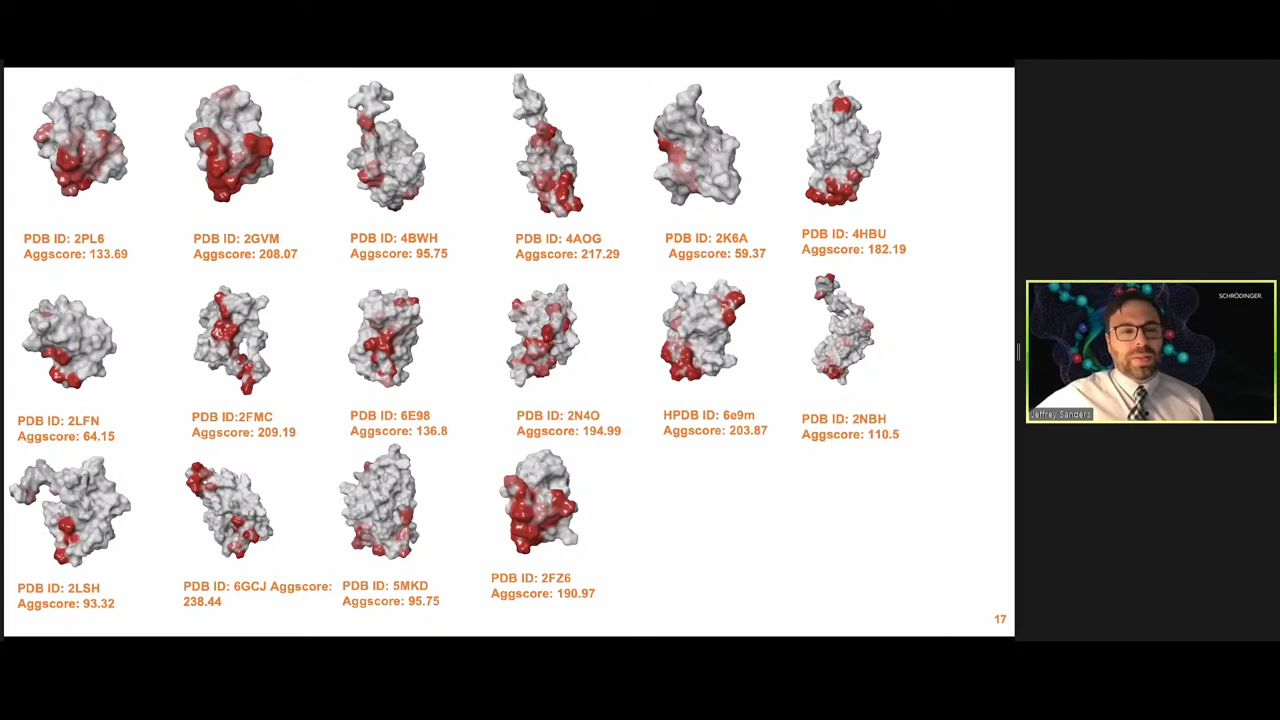 PDB ID: 2PL6
Aggscore: 133.69
PDB ID: 2GVM
Aggscore: 208.07
PDB ID: 4BWH
Aggscore: 95.75
PDB ID: 4AOG
Aggscore: 217.29
PDB ID: 2K6A
Aggscore: 59.37
PDB ID: 4HBU
Aggscore: 182.19
PDB ID: 2LFN
Aggscore: 64.15
PDB ID:2FMC
Aggscore: 209.19
PDB ID: 6E98
Aggscore: 136.8
PDB ID: 2N4O
Aggscore: 194.99
HPDB ID: 6e9m
Aggscore: 203.87
PDB ID: 2NBH
Aggscore: 110.5
PDB ID: 2LSH
Aggscore: 93.32
PDB ID: 6GCJ Aggscore:
238.44
PDB ID: 5MKD
Aggscore: 95.75
PDB ID: 2FZ6
Aggscore: 190.97
17
SCHRÖDINGER.
Jeffrey Sanders